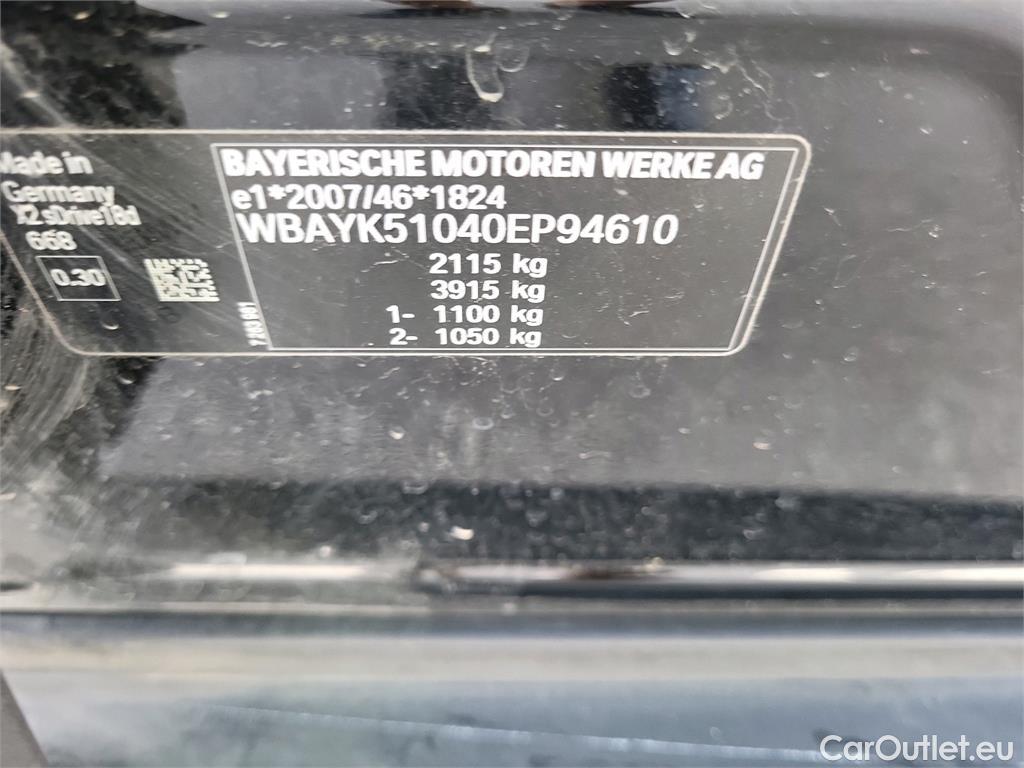 Made in
Germany
X2 sDrive18d
668
0.30
BAYERISCHE MOTOREN WERKE AG
e1*2007/46*1824
WBAYK51040EP94610
2115 kg
3915 kg
1- 1100 kg
2- 1050 kg
CarOutlet.eu